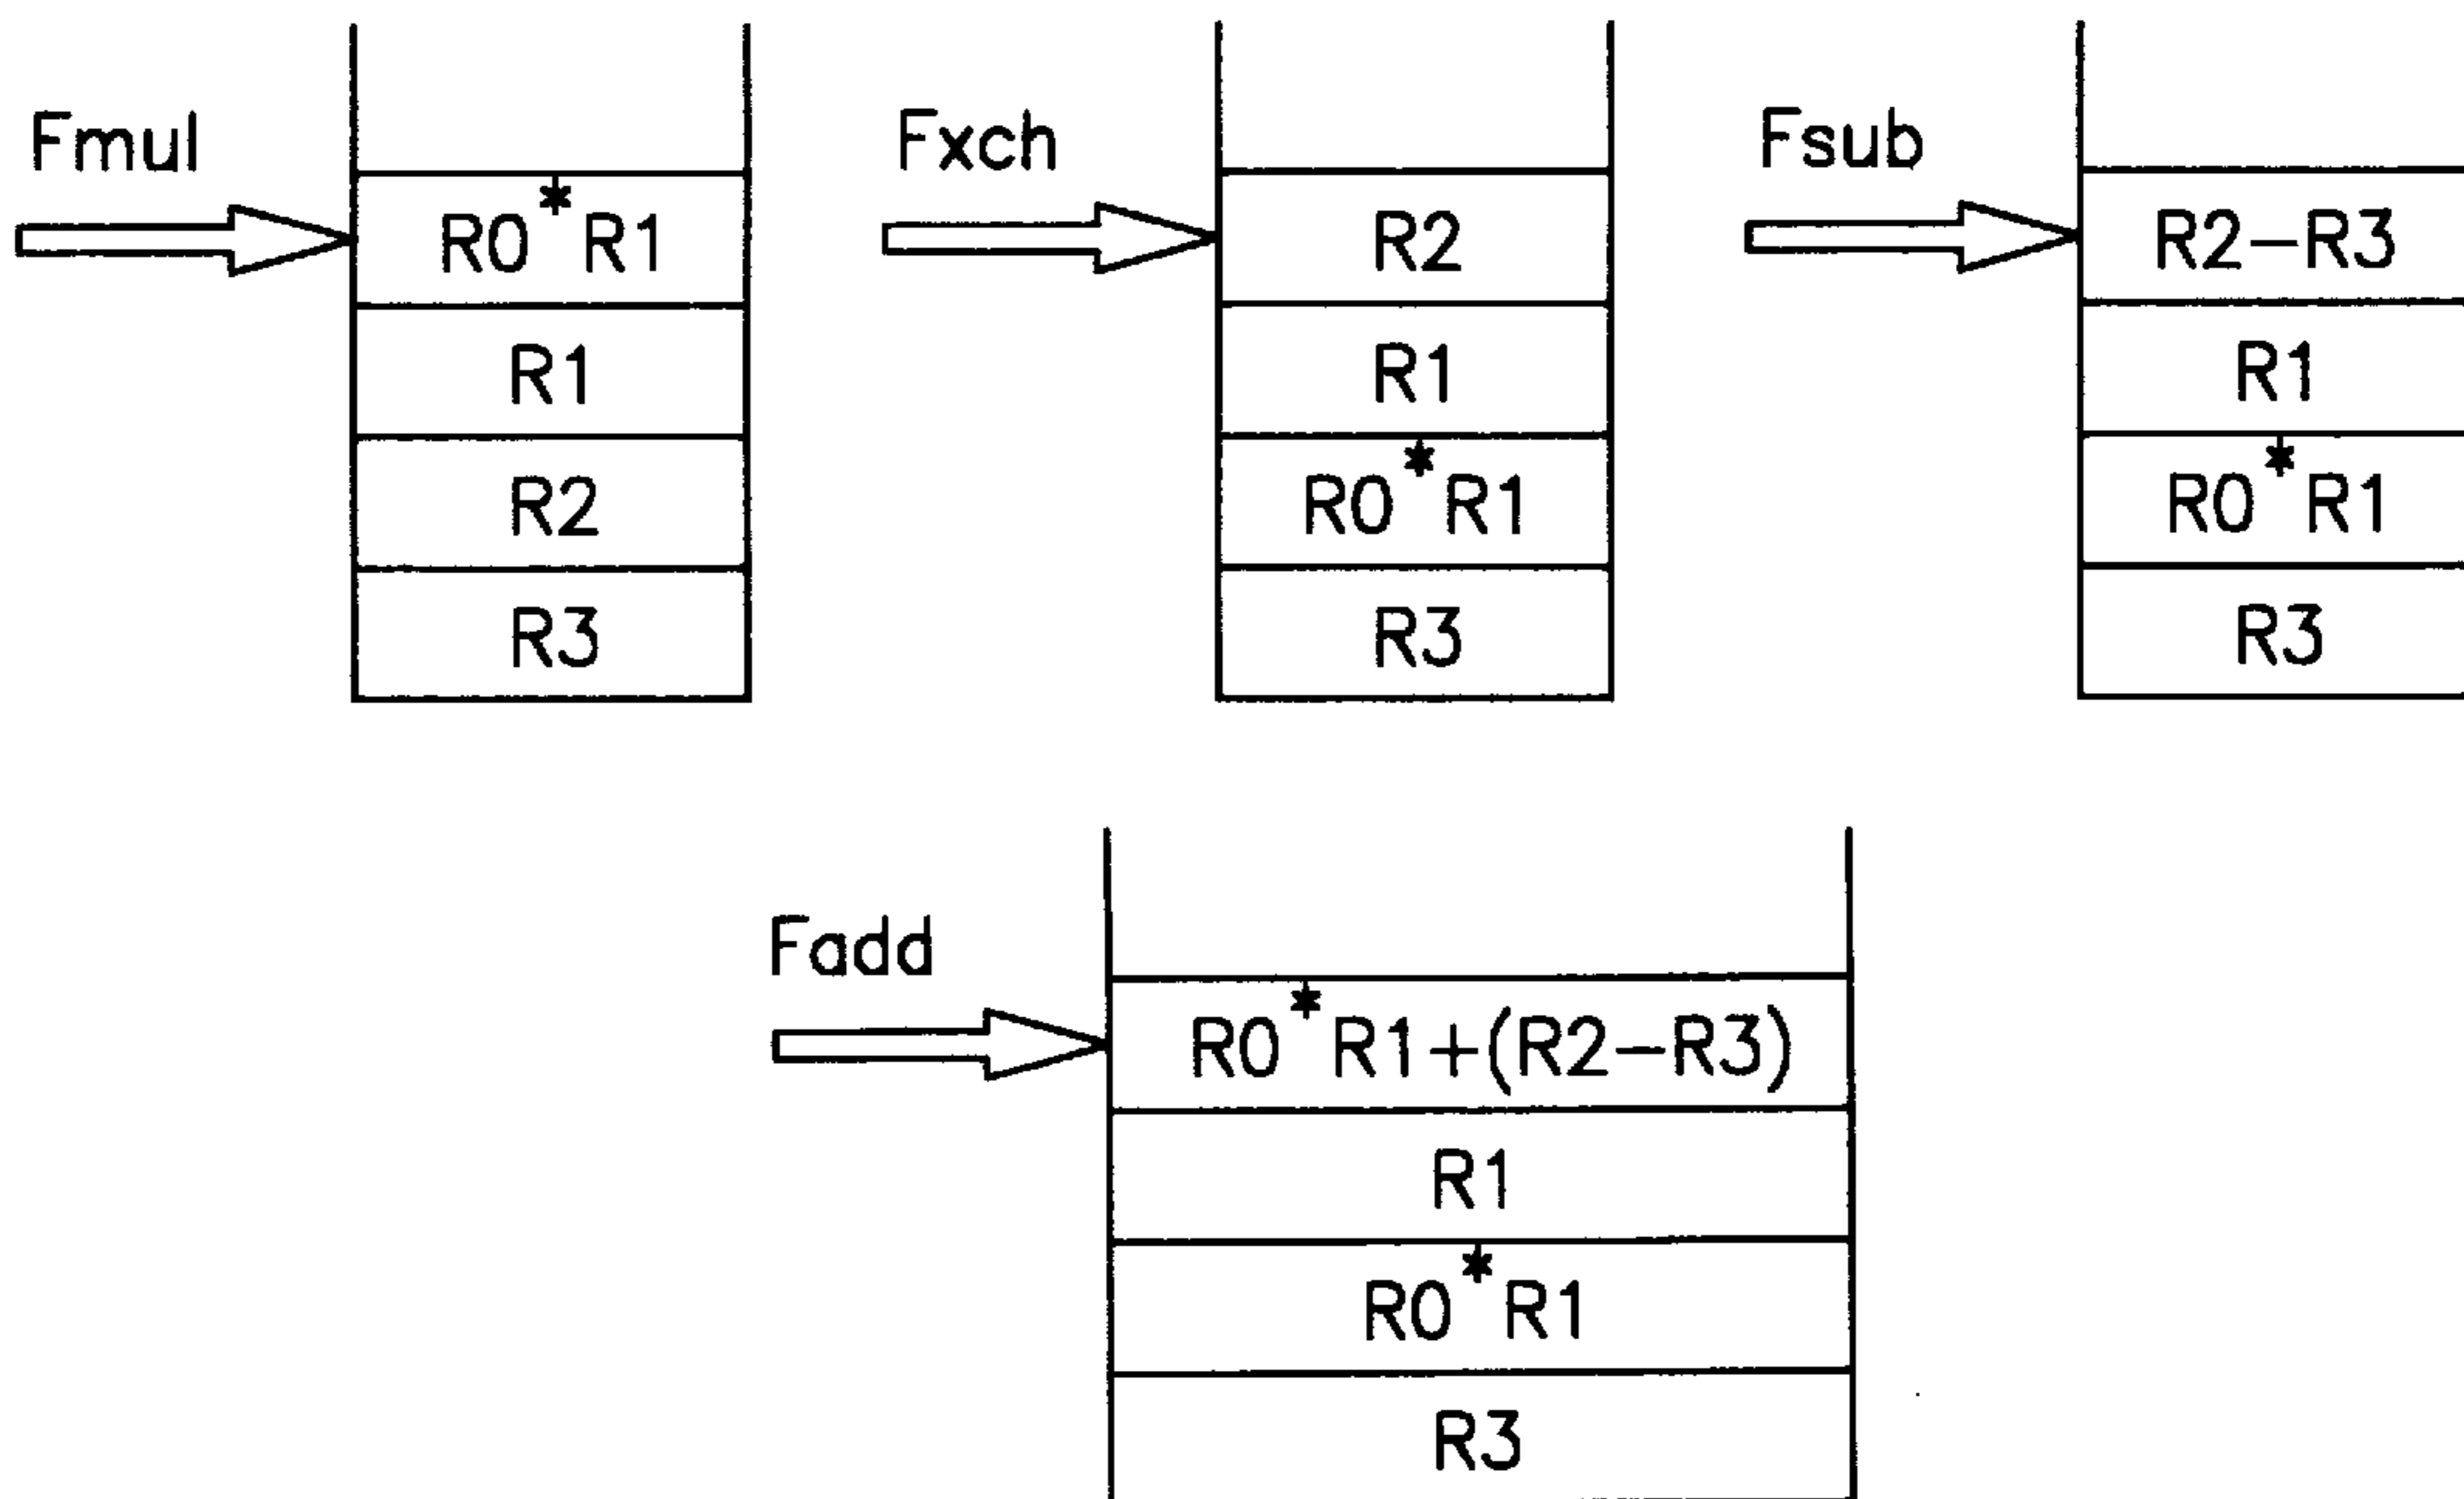 Fmul
R0*R1
R1
R2
R3
Fxch
R2
R1
R0*R1
R3
Fsub
R2-R3
R1
R0*R1
R3
Fadd
R0*R1+(R2-R3)
R1
R0*R1
R3